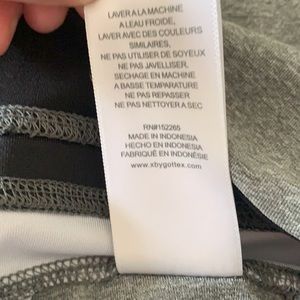 LAVER A LA MACHINE
A LEAU FROIDE,
LAVER AVEC DES COULEURS
SIMILAIRES,
NE PAS UTILISER DE SOYEUX
NE PAS JAVELLISER.
SECHAGE EN MACHINE
A BASSE TEMPARATURE
NE PAS REPASSER
NE PAS NETTOYER A SEC
RN#152265
MADE IN INDONESIA
HECHO EN INDONESIA
FABRIQUÉ EN INDONESIA
www.xbygottex.com